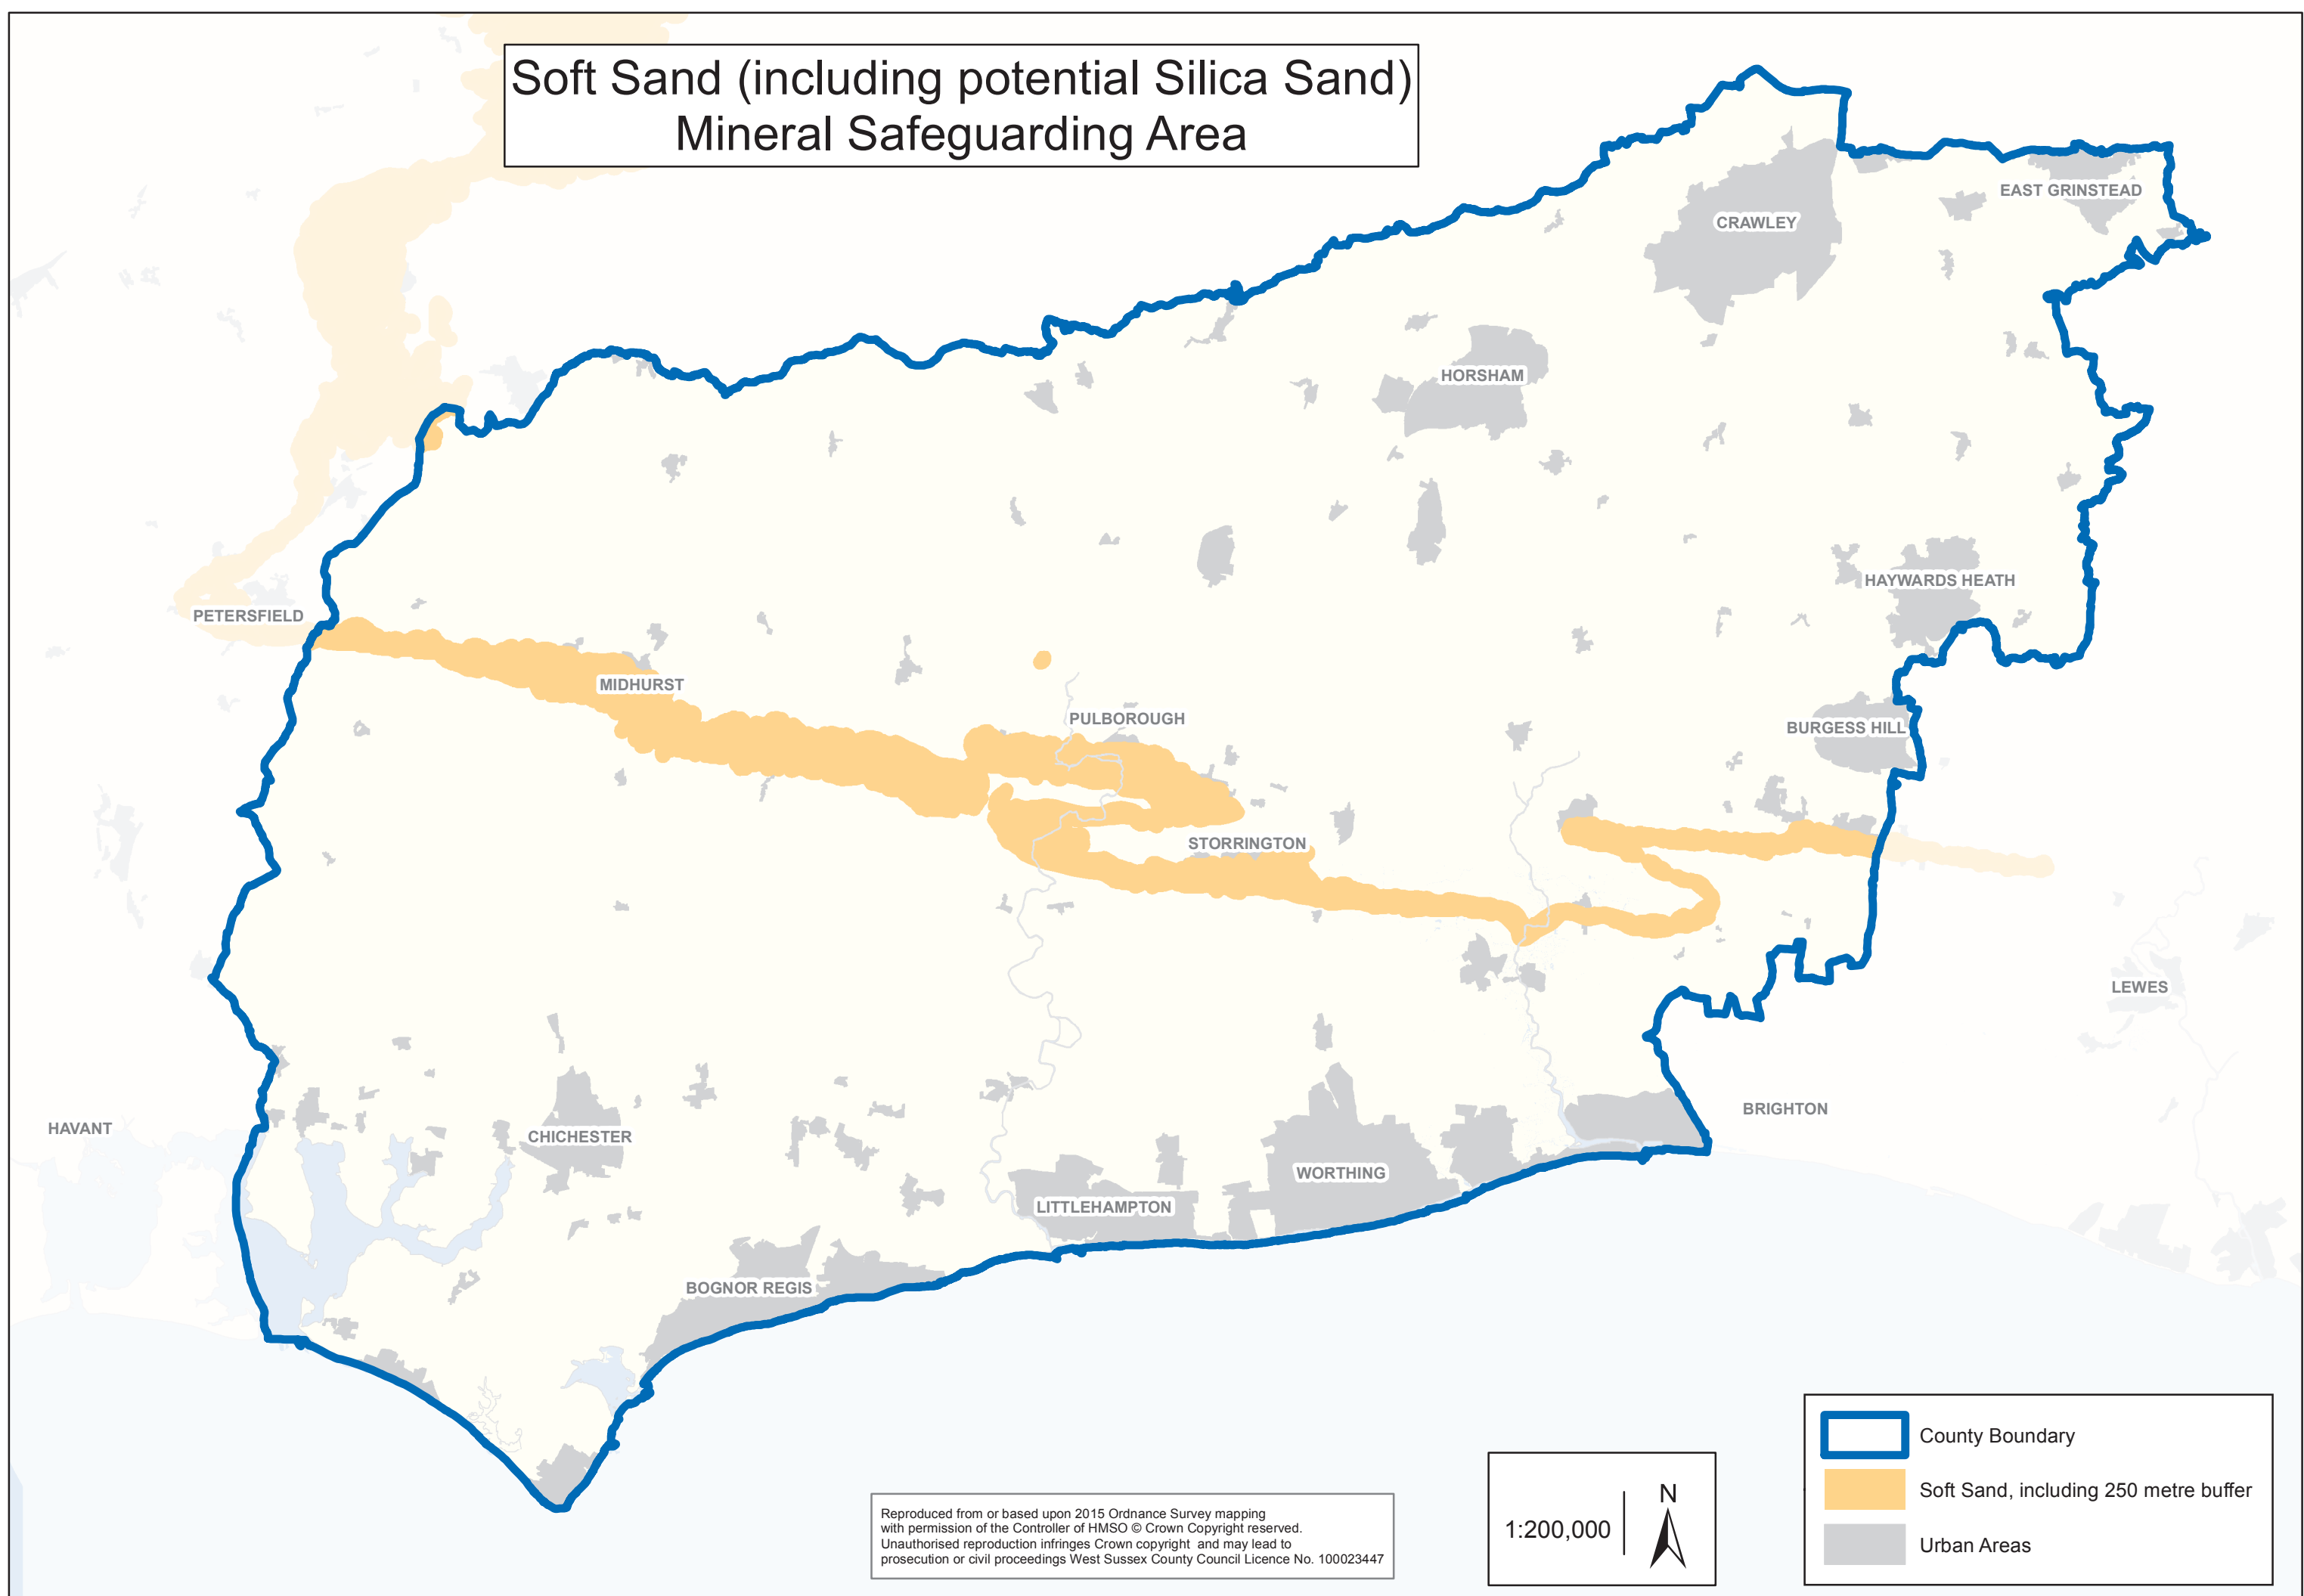 Soft Sand (including potential Silica Sand)
Mineral Safeguarding Area
EAST GRINSTEAD
CRAWLEY
HORSHAM
HAYWARDS HEATH
PETERSFIELD
MIDHURST
PULBOROUGH
BURGESS HILL
STORRINGTON
LEWES
BRIGHTON
HAVANT
CHICHESTER
WORTHING
LITTLEHAMPTON
BOGNOR REGIS
County Boundary
Soft Sand, including 250 metre buffer
Urban Areas
1:200,000
N
Reproduced from or based upon 2015 Ordnance Survey mapping
with permission of the Controller of HMSO © Crown Copyright reserved.
Unauthorised reproduction infringes Crown copyright and may lead to
prosecution or civil proceedings West Sussex County Council Licence No. 100023447